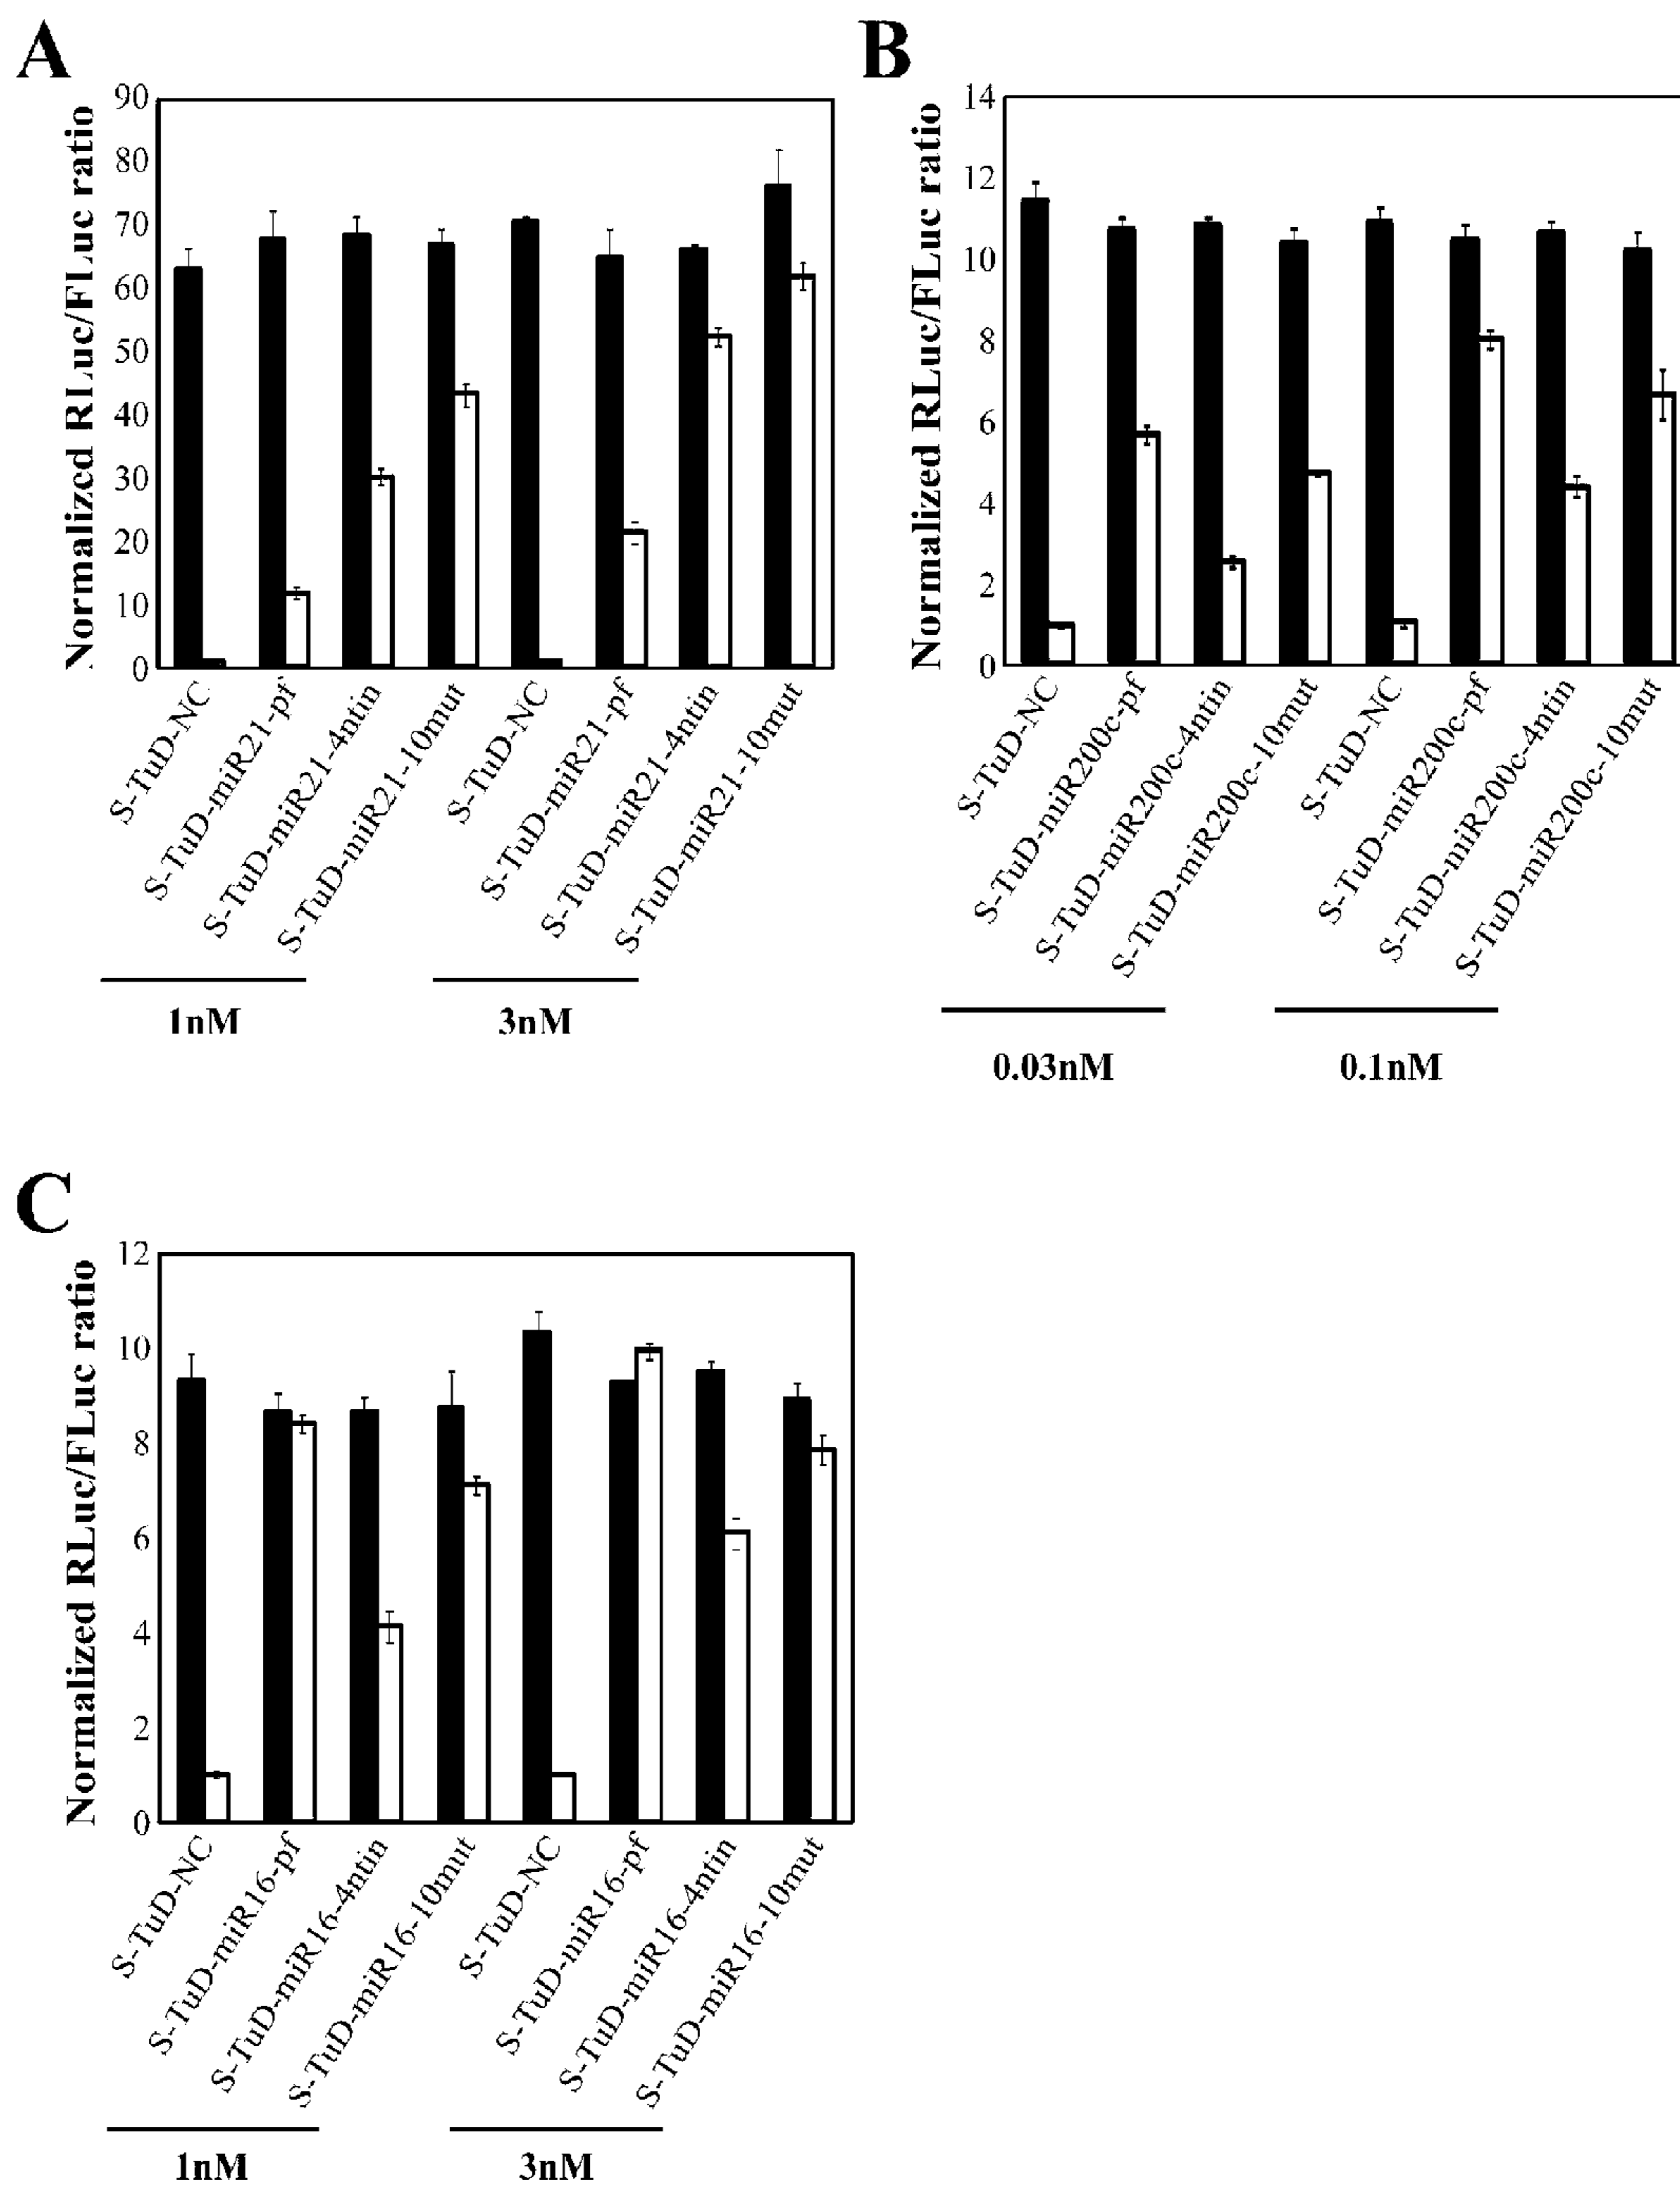 A
Normalized RLuc/FLuc ratio
90
80
70
60
50
40
30
20
10
0
S-TuD-NC
S-TuD-miR21-pf
S-TuD-miR21-4ntin
S-TuD-miR21-10mut
S-TuD-NC
S-TuD-miR21-pf
S-TuD-miR21-4ntin
S-TuD-miR21-10mut
1nM
3nM
B
Normalized RLuc/FLuc ratio
14
12
10
8
6
4
2
0
S-TuD-NC
S-TuD-miR200c-pf
S-TuD-miR200c-4ntin
S-TuD-miR200c-10mut
S-TuD-NC
S-TuD-miR200c-pf
S-TuD-miR200c-4ntin
S-TuD-miR200c-10mut
0.03nM
0.1nM
C
Normalized RLuc/FLuc ratio
12
10
8
6
4
2
0
S-TuD-NC
S-TuD-miR16-pf
S-TuD-miR16-4ntin
S-TuD-miR16-10mut
S-TuD-NC
S-TuD-miR16-pf
S-TuD-miR16-4ntin
S-TuD-miR16-10mut
1nM
3nM